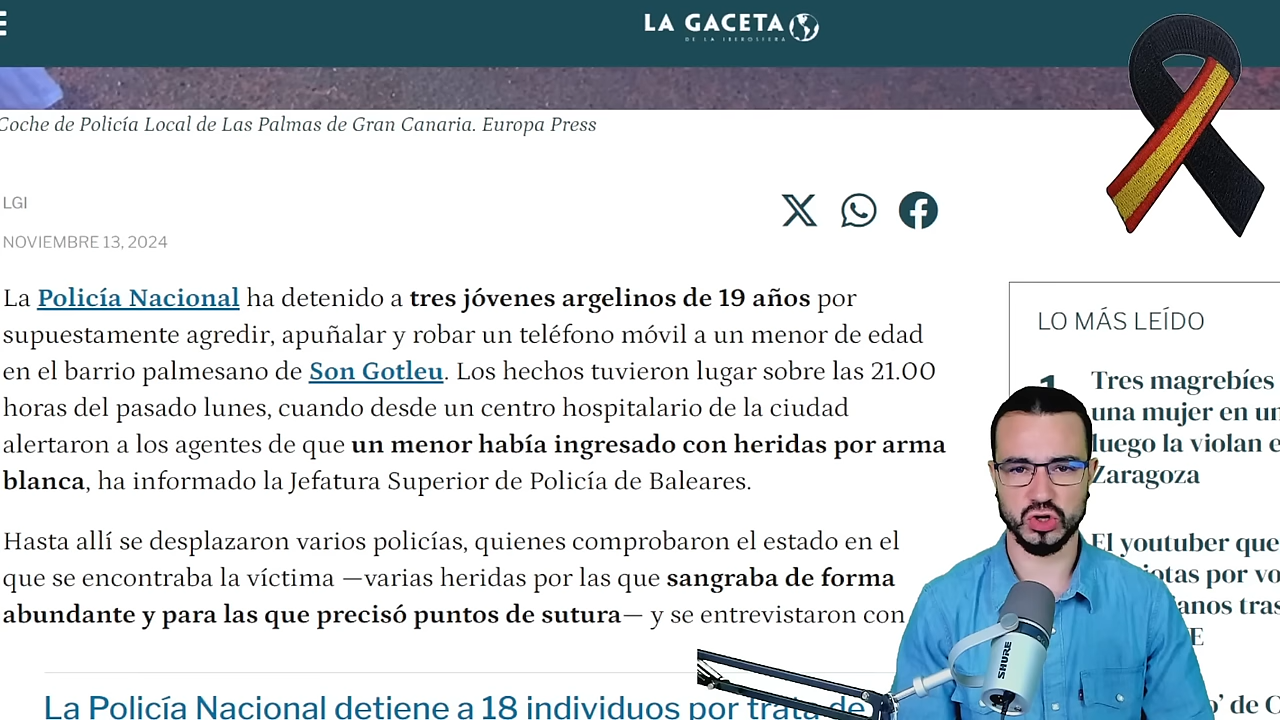 LA GACETA
DE LA IBEROSFERA
Coche de Policía Local de Las Palmas de Gran Canaria. Europa Press
LGI
NOVIEMBRE 13, 2024
La Policía Nacional ha detenido a tres jóvenes argelinos de 19 años por
supuestamente agredir, apuñalar y robar un teléfono móvil a un menor de edad
en el barrio palmesano de Son Gotleu. Los hechos tuvieron lugar sobre las 21.00
horas del pasado lunes, cuando desde un centro hospitalario de la ciudad
alertaron a los agentes de que un menor había ingresado con heridas por arma
blanca, ha informado la Jefatura Superior de Policía de Baleares.
Hasta allí se desplazaron varios policías, quienes comprobaron el estado en el
que se encontraba la víctima —varias heridas por las que sangraba de forma
abundante y para las que precisó puntos de sutura— y se entrevistaron con
La Policía Nacional detiene a 18 individuos por trata de
LO MÁS LEÍDO
1
Tres magrebíes
una mujer en un
luego la violan e
Zaragoza
El youtuber que
iotas por vo
anos tras
E
o' de C
SHURE